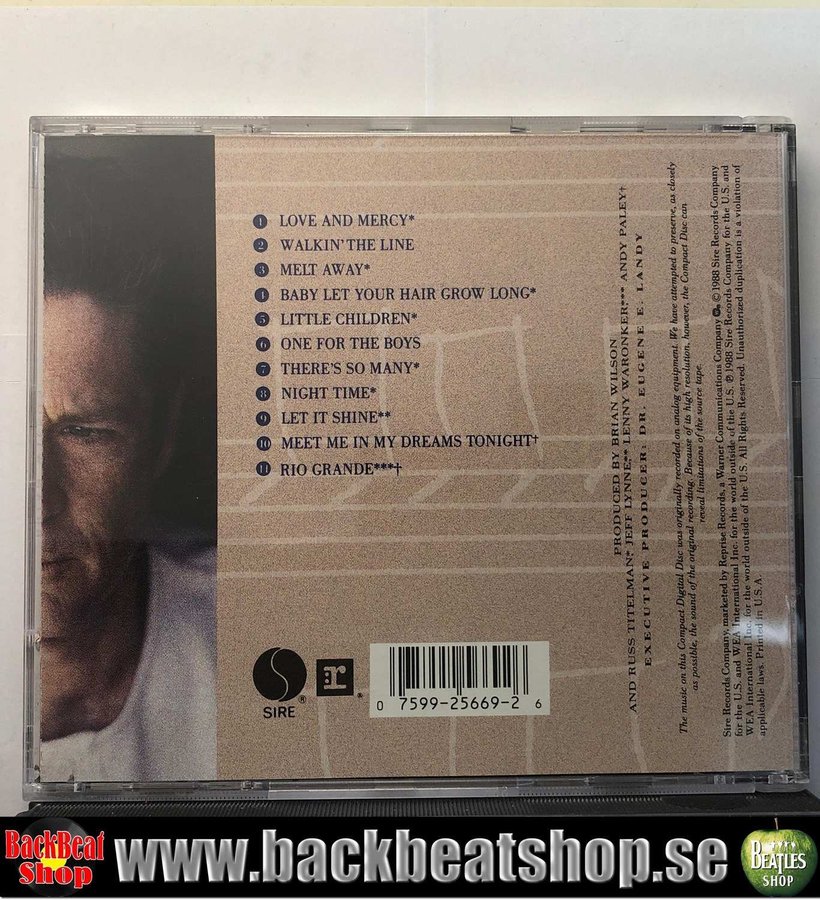 1 LOVE AND MERCY*
2 WALKIN' THE LINE
3 MELT AWAY*
4 BABY LET YOUR HAIR GROW LONG*
5 LITTLE CHILDREN*
6 ONE FOR THE BOYS
7 THERE'S SO MANY*
8 NIGHT TIME*
9 LET IT SHINE**
10 MEET ME IN MY DREAMS TONIGHT†
11 RIO GRANDE***†
PRODUCED BY BRIAN WILSON
AND RUSS TITELMAN,* JEFF LYNNE,** LENNY WARONKER,*** ANDY PALEY†
EXECUTIVE PRODUCER: DR. EUGENE E. LANDY
The music on this Compact Digital Disc was originally recorded on analog equipment. We have attempted to preserve, as closely
as possible, the sound of the original recording. Because of its high resolution, however, the Compact Disc can
reveal limitations of the source tape.
Sire Records Company, marketed by Reprise Records, a Warner Communications Company © 1988 Sire Records Company
for the U.S. and WEA International Inc. for the world outside of the U.S. ℗ 1988 Sire Records Company for the U.S. and
WEA International Inc. for the world outside of the U.S. All Rights Reserved. Unauthorized duplication is a violation of
applicable laws. Printed in U.S.A.
SIRE ®
r ®
0 7599-25669-2 6
BackBeat
Shop
www.backbeatshop.se
BEATLES
SHOP